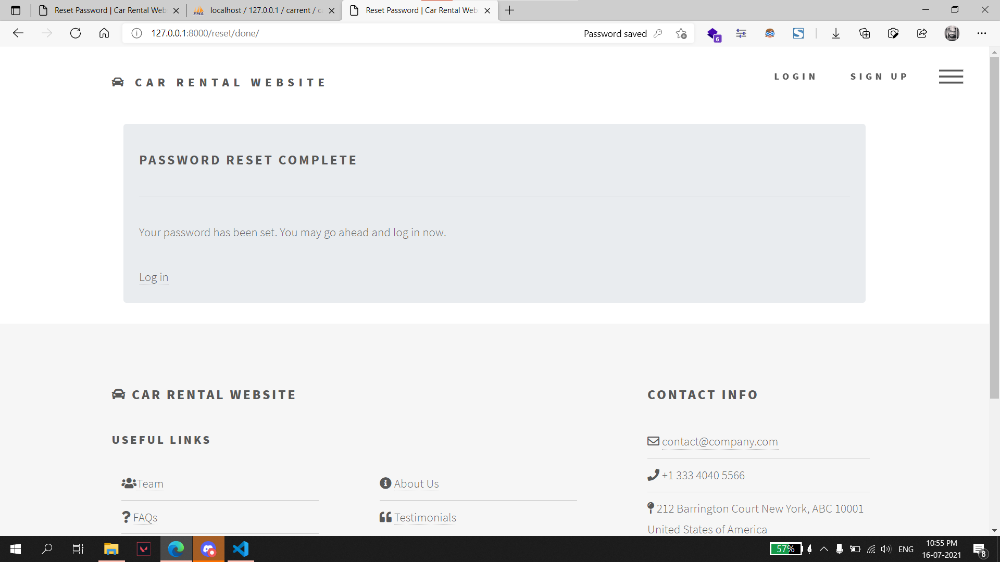 Reset Password | Car Rental Web
localhost / 127.0.0.1 / carrent / ca
Reset Password | Car Rental Web
127.0.0.1:8000/reset/done/
Password saved
6
CAR RENTAL WEBSITE
LOGIN
SIGN UP
PASSWORD RESET COMPLETE
Your password has been set. You may go ahead and log in now.
Log in
CAR RENTAL WEBSITE
USEFUL LINKS
Team
About Us
FAQs
Testimonials
CONTACT INFO
contact@company.com
+1 333 4040 5566
212 Barrington Court New York, ABC 10001
United States of America
57%
ENG
10:55 PM
16-07-2021
8